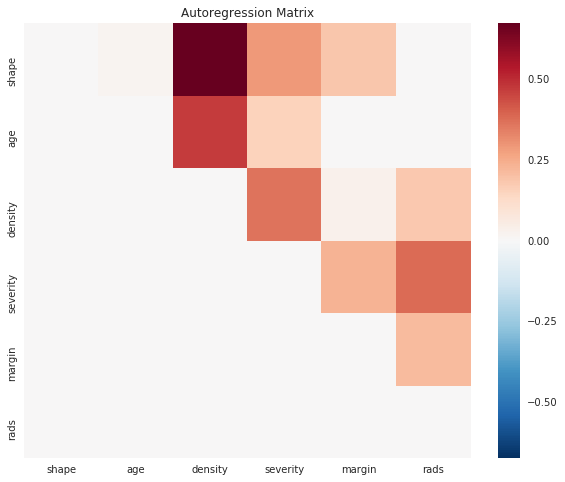 Autoregression Matrix
shape
age
density
severity
margin
rads
shape
age
density
severity
margin
rads
0.50
0.25
0.00
−0.25
−0.50